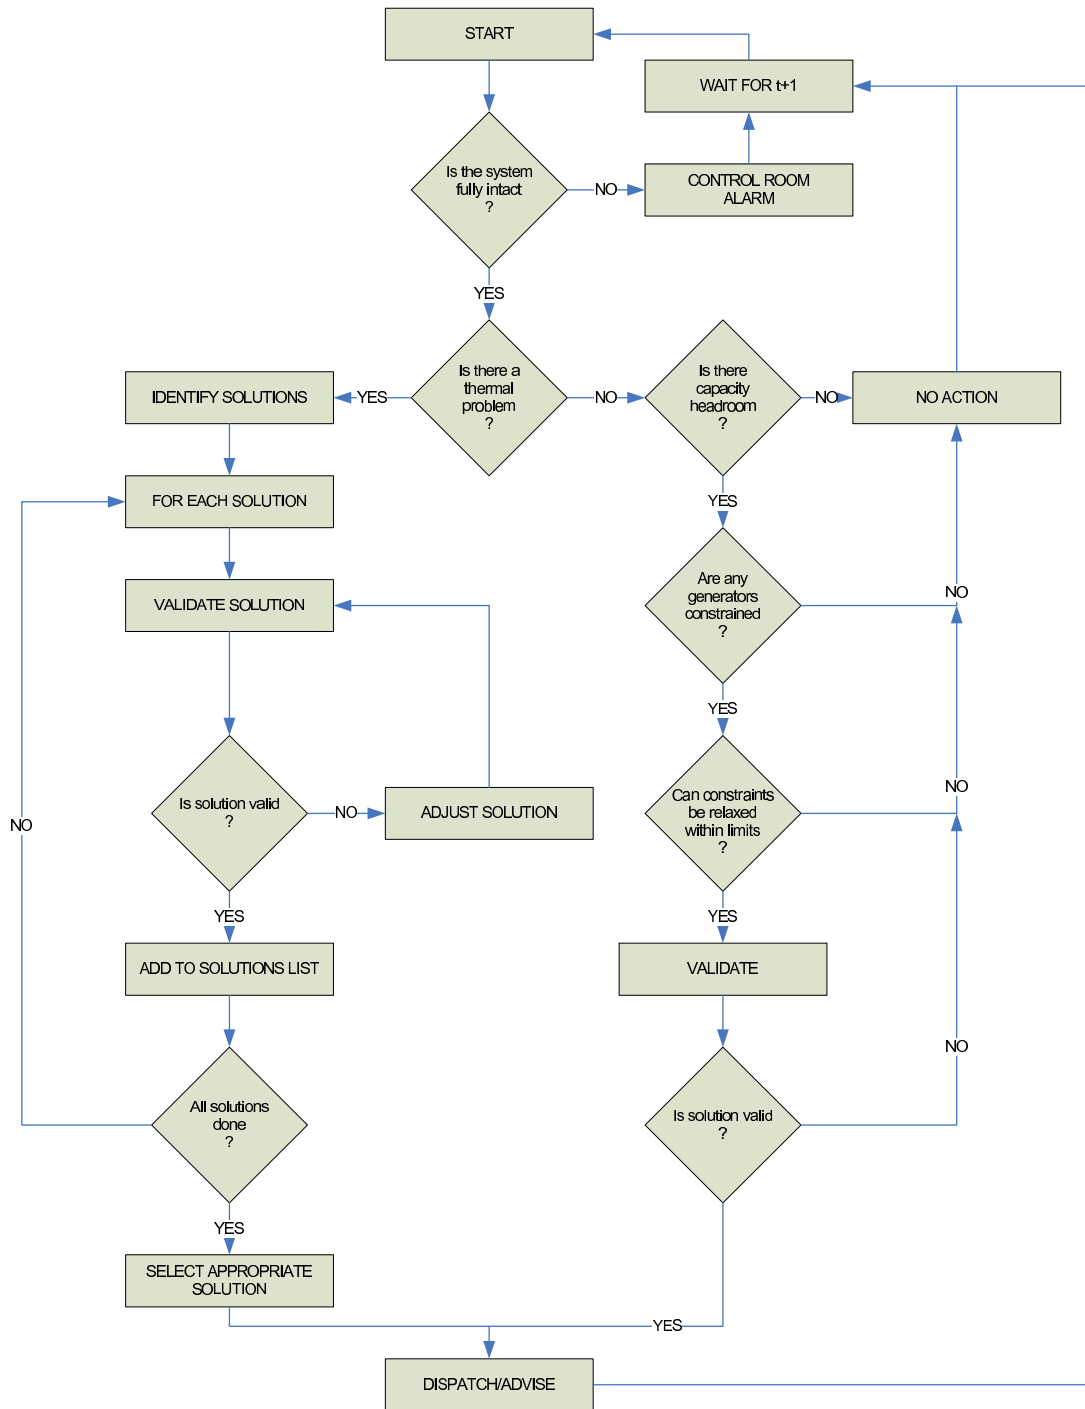 START
WAIT FOR t+1
Is the system
fully intact
?
NO
CONTROL ROOM
ALARM
YES
IDENTIFY SOLUTIONS
YES
Is there a
thermal
problem
?
NO
Is there
capacity
headroom
?
NO
NO ACTION
FOR EACH SOLUTION
YES
VALIDATE SOLUTION
Are any
generators
constrained
?
NO
YES
Is solution valid
?
NO
ADJUST SOLUTION
Can constraints
be relaxed
within limits
?
NO
NO
YES
YES
ADD TO SOLUTIONS LIST
VALIDATE
NO
All solutions
done
?
Is solution valid
?
YES
SELECT APPROPRIATE
SOLUTION
YES
DISPATCH/ADVISE